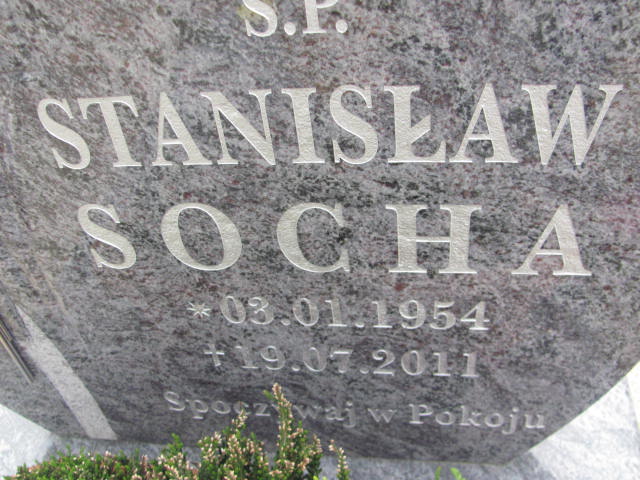 Ś.P.
STANISŁAW
SOCHA
* 03.01.1954
† 19.07.2011
Spoczywaj w Pokoju